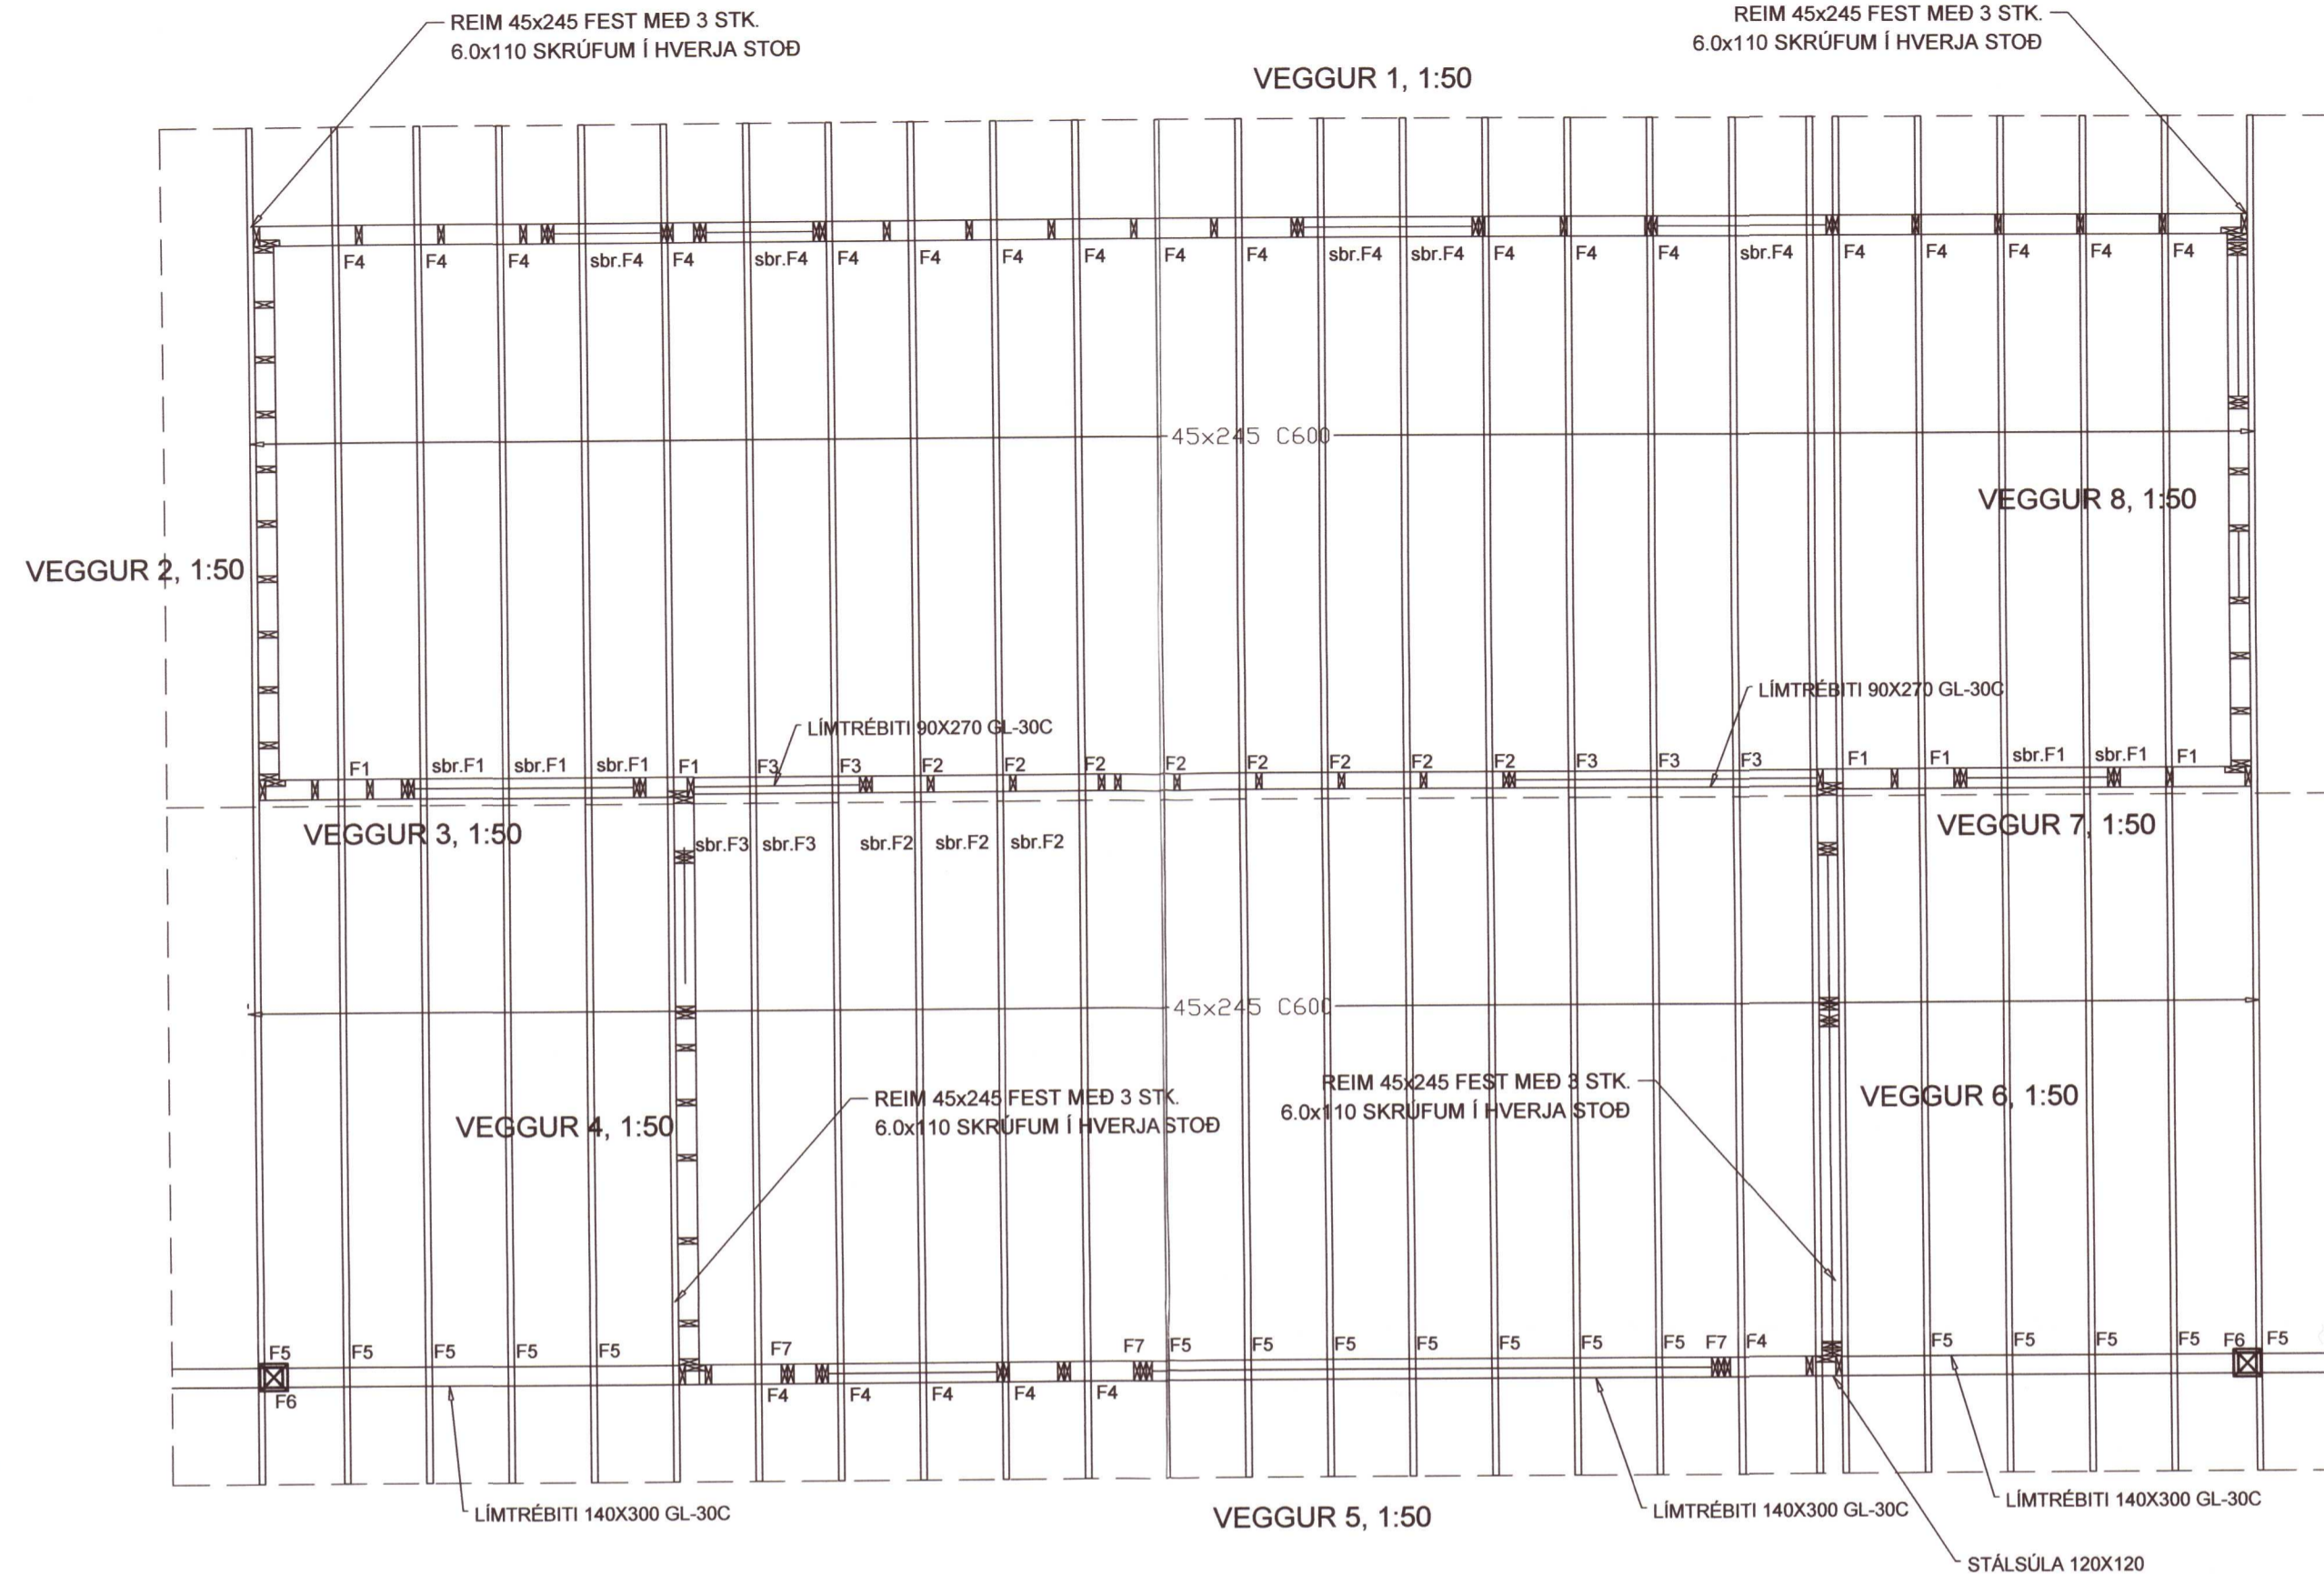 REIM 45x245 FEST MEÐ 3 STK.
6.0x110 SKRÚFUM Í HVERJA STOÐ
REIM 45x245 FEST MEÐ 3 STK.
6.0x110 SKRÚFUM Í HVERJA STOÐ
VEGGUR 1, 1:50
F4 F4 F4 sbr.F4 F4 sbr.F4 F4 F4 F4 F4 F4 F4 sbr.F4 sbr.F4 F4 F4 F4 sbr.F4 F4 F4 F4 F4 F4
45x245 C600
VEGGUR 8, 1:50
VEGGUR 2, 1:50
LÍMTRÉBITI 90X270 GL-30C
LÍMTRÉBITI 90X270 GL-30C
F1 sbr.F1 sbr.F1 sbr.F1 F1 F3 F3 F2 F2 F2 F2 F2 F2 F2 F2 F3 F3 F3 F1 F1 sbr.F1 sbr.F1 F1
VEGGUR 3, 1:50
VEGGUR 7, 1:50
sbr.F3 sbr.F3 sbr.F2 sbr.F2 sbr.F2
45x245 C600
REIM 45x245 FEST MEÐ 3 STK.
6.0x110 SKRÚFUM Í HVERJA STOÐ
REIM 45x245 FEST MEÐ 3 STK.
6.0x110 SKRÚFUM Í HVERJA STOÐ
VEGGUR 4, 1:50
VEGGUR 6, 1:50
F5 F5 F5 F5 F5 F7 F7 F5 F5 F5 F5 F5 F5 F5 F7 F4 F5 F5 F5 F5 F6 F5
F6 F4 F4 F4 F4 F4
LÍMTRÉBITI 140X300 GL-30C
VEGGUR 5, 1:50
LÍMTRÉBITI 140X300 GL-30C
LÍMTRÉBITI 140X300 GL-30C
STÁLSÚLA 120X120